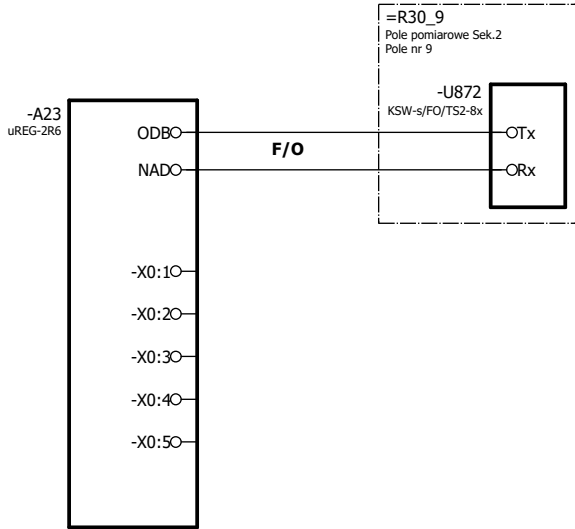 =R30_9
Pole pomiarowe Sek.2
Pole nr 9
-U872
KSW-s/FO/TS2-8x
-A23
uREG-2R6
ODB
F/O
Tx
NAD
Rx
-X0:1
-X0:2
-X0:3
-X0:4
-X0:5